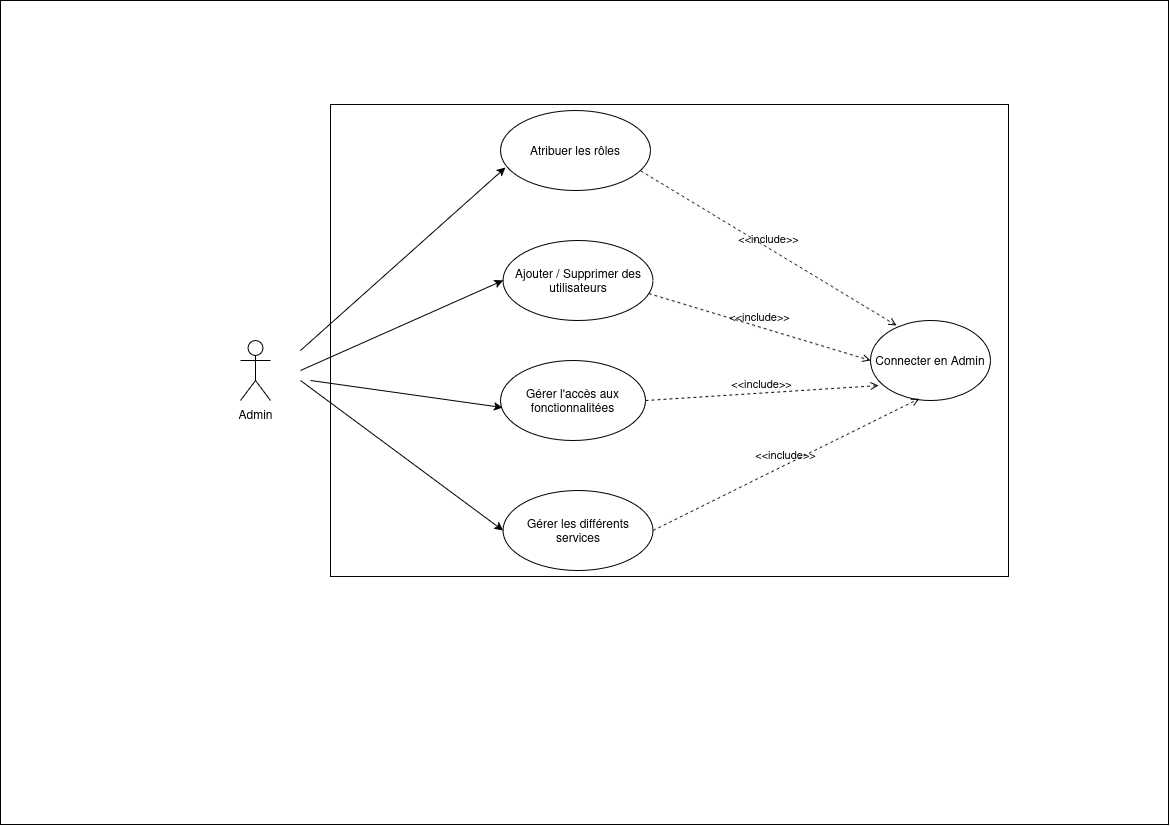 Atribuer les rôles
<<include>>
Ajouter / Supprimer des
utilisateurs
<<include>>
Connecter en Admin
Admin
Gérer l'accès aux
fonctionnalitées
<<include>>
<<include>>
Gérer les différents
services